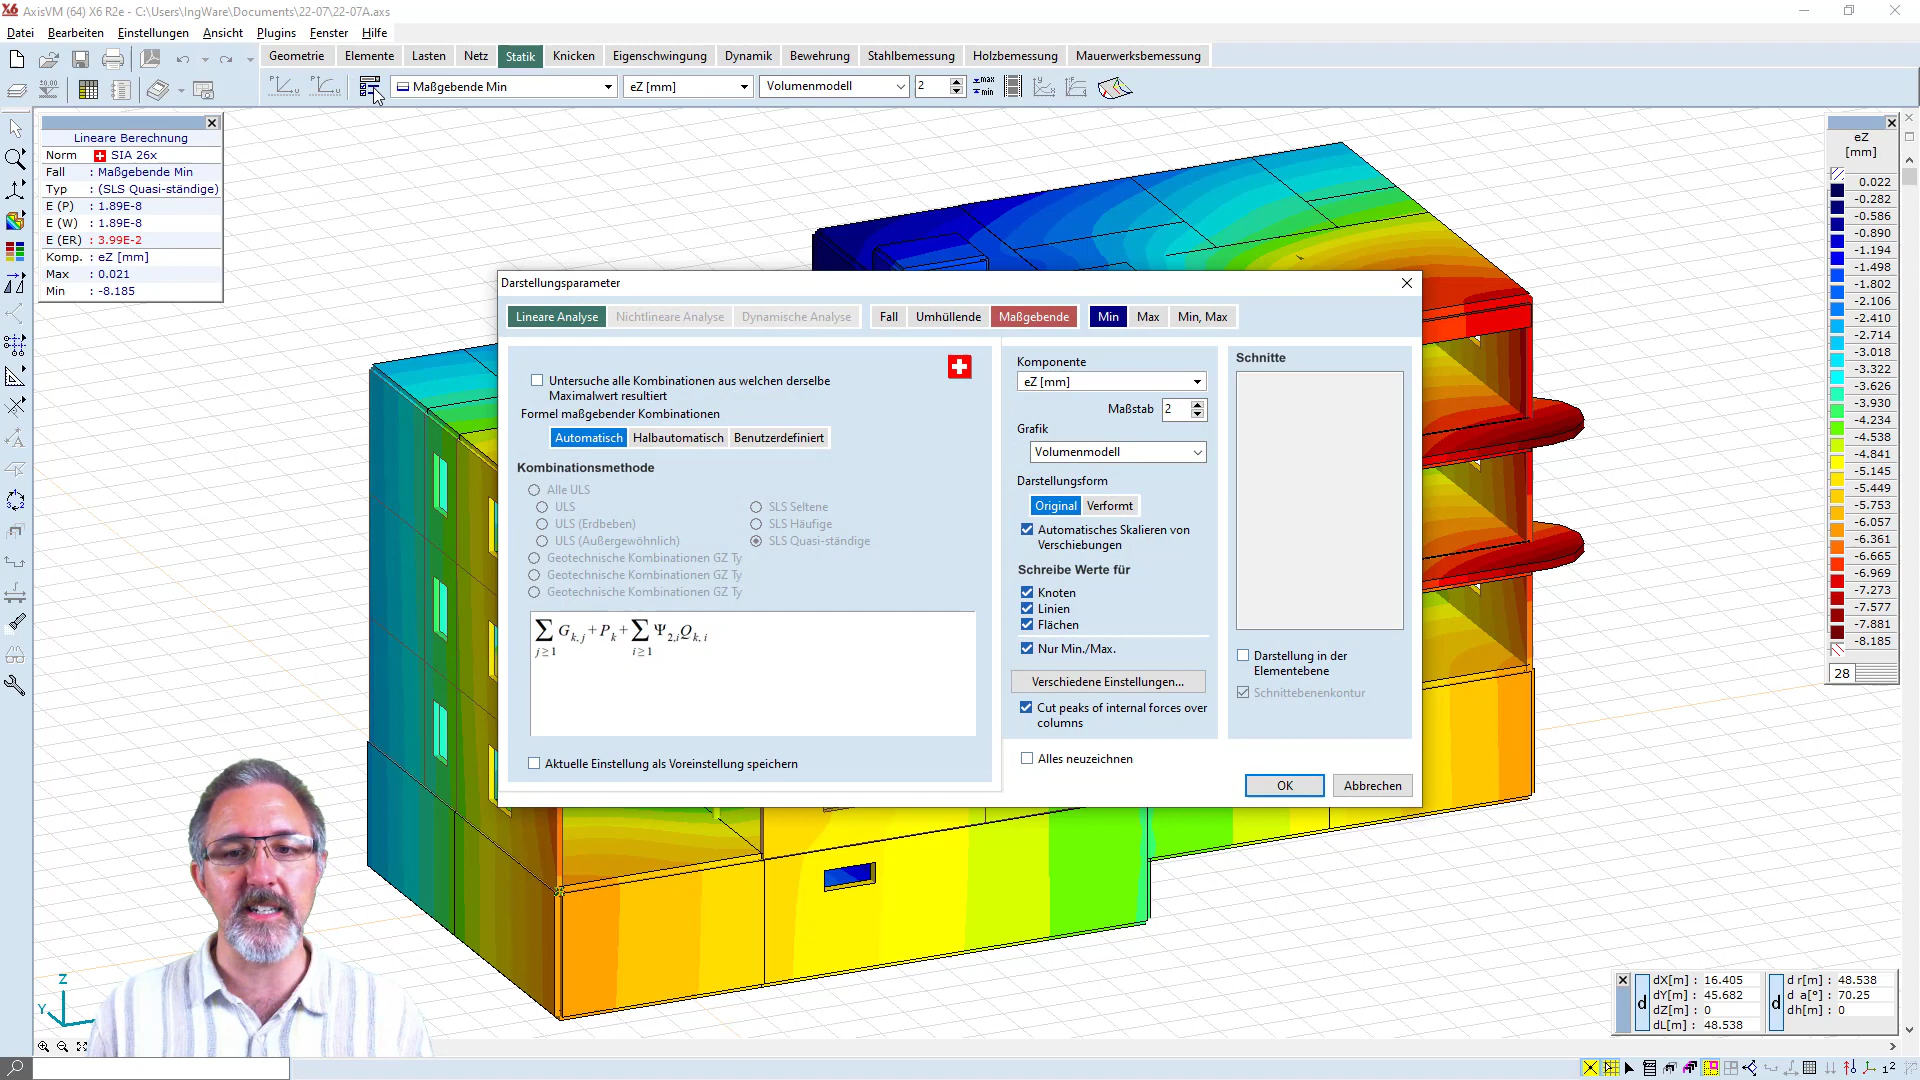 AxisVM (64) X6 R2e - C:\Users\IngWare\Documents\22-07\22-07A.axs
Datei Bearbeiten Einstellungen Ansicht Plugins Fenster Hilfe
Geometrie Elemente Lasten Netz Statik Knicken Eigenschwingung Dynamik Bewehrung Stahlbemessung Holzbemessung Mauerwerksbemessung
Maßgebende Min eZ [mm] Volumenmodell 2
Lineare Berechnung
Norm SIA 26x
Fall : Maßgebende Min
Typ : (SLS Quasi-ständige)
E (P) : 1.89E-8
E (W) : 1.89E-8
E (ER) : 3.99E-2
Komp. : eZ [mm]
Max : 0.021
Min : -8.185
Darstellungsparameter
Lineare Analyse Nichtlineare Analyse Dynamische Analyse Fall Umhüllende Maßgebende Min Max Min, Max
Untersuche alle Kombinationen aus welchen derselbe
Maximalwert resultiert
Formel maßgebender Kombinationen
Automatisch Halbautomatisch Benutzerdefiniert
Kombinationsmethode
Alle ULS
ULS SLS Seltene
ULS (Erdbeben) SLS Häufige
ULS (Außergewöhnlich) SLS Quasi-ständige
Geotechnische Kombinationen GZ Ty
Geotechnische Kombinationen GZ Ty
Geotechnische Kombinationen GZ Ty
∑ G k, j + P k + ∑ Ψ 2,i Q k, i
j ≥ 1 i ≥ 1
Aktuelle Einstellung als Voreinstellung speichern
Komponente
eZ [mm]
Maßstab 2
Grafik
Volumenmodell
Darstellungsform
Original Verformt
Automatisches Skalieren von
Verschiebungen
Schreibe Werte für
Knoten
Linien
Flächen
Nur Min./Max.
Verschiedene Einstellungen...
Cut peaks of internal forces over
columns
Alles neuzeichnen
Schnitte
Darstellung in der
Elementebene
Schnittebenenkontur
OK Abbrechen
eZ
[mm]
0.022
-0.282
-0.586
-0.890
-1.194
-1.498
-1.802
-2.106
-2.410
-2.714
-3.018
-3.322
-3.626
-3.930
-4.234
-4.538
-4.841
-5.145
-5.449
-5.753
-6.057
-6.361
-6.665
-6.969
-7.273
-7.577
-7.881
-8.185
28
Z
Y
dX[m] : 16.405
dY[m] : 45.682
dZ[m] : 0
dL[m] : 48.538
d r[m] : 48.538
d a[°] : 70.25
dh[m] : 0
d d